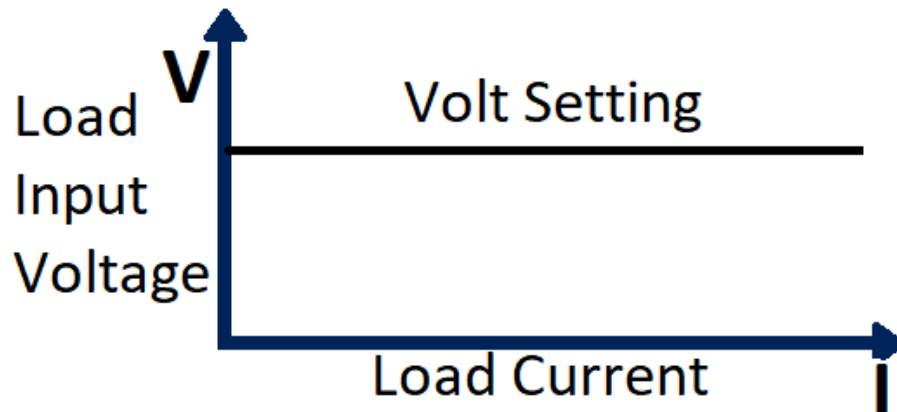 V
Load
Input
Voltage
Volt Setting
Load Current
I